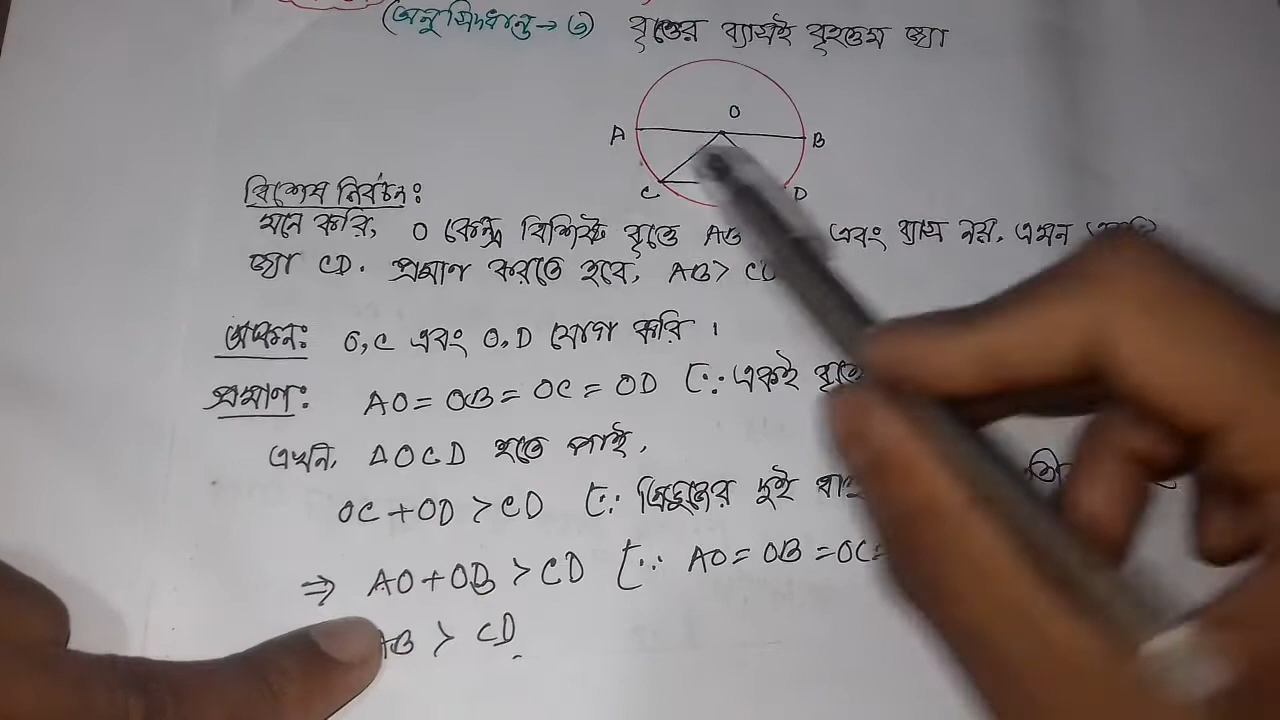 (অনুসিদ্ধান্ত→ ৩) বৃত্তের ব্যাসই বৃহত্তম জ্যা
O
A
B
C
D
বিশেষ নির্বচন:
মনে করি, O কেন্দ্র বিশিষ্ট বৃত্তে এবং ব্যাস নয়, এমন
জ্যা CD. প্রমাণ করতে হবে, AB> CD
অঙ্কন: O,C এবং O,D যোগ করি ।
প্রমাণ: AO = OB = OC = OD [∵ একই
এখন, ΔOCD হতে পাই,
OC + OD > CD [∵ ত্রিভুজের দুই
⇒ AO + OB > CD [∵ AO = OB = OC =
AB > CD.